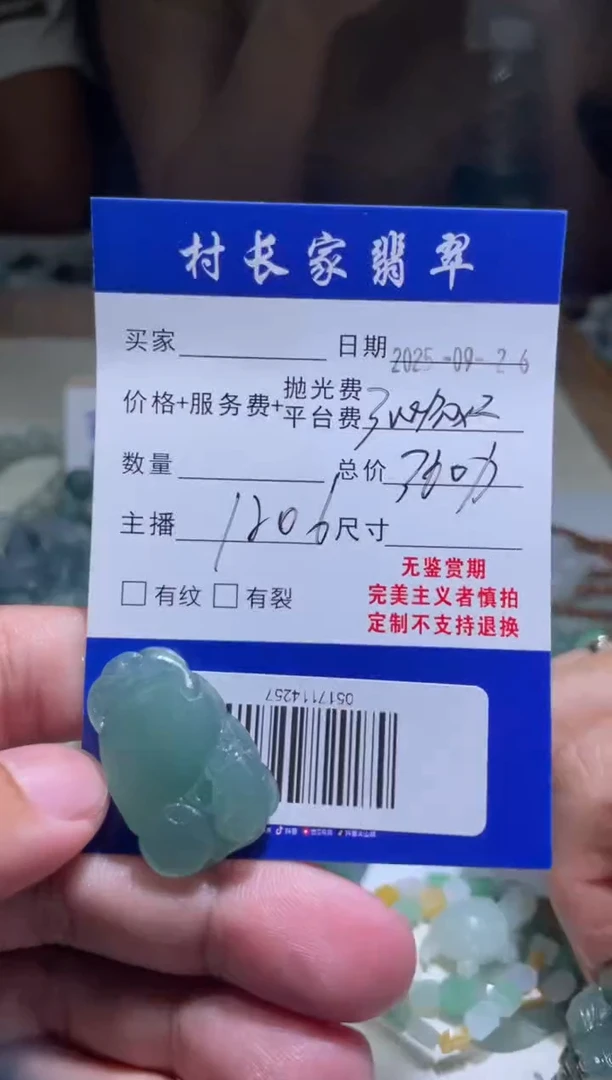 村长家翡翠
买家 日期 2025-09-26
价格+服务费+抛光费
平台费
数量 总价
主播 1206 尺寸
无鉴赏期
□ 有纹 □ 有裂 完美主义者慎拍
定制不支持退换
0517114257